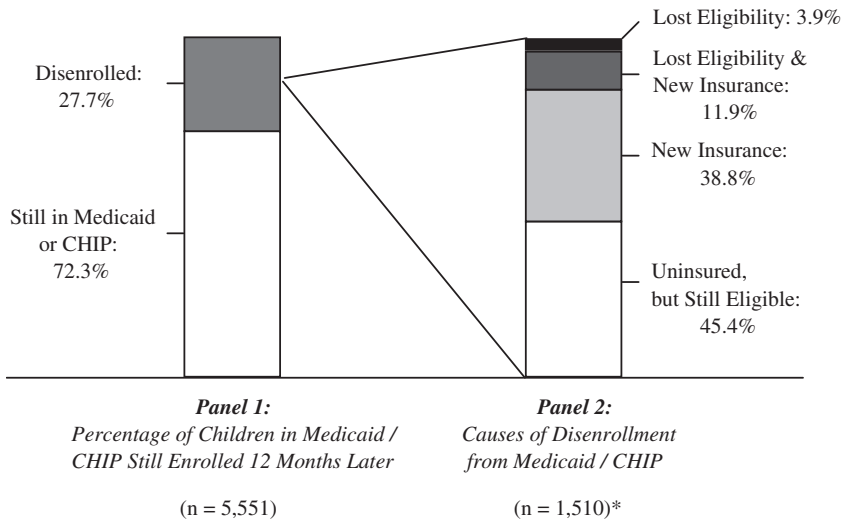 Disenrolled:
27.7%
Still in Medicaid
or CHIP:
72.3%
Lost Eligibility: 3.9%
Lost Eligibility &
New Insurance:
11.9%
New Insurance:
38.8%
Uninsured,
but Still Eligible:
45.4%
Panel 1:
Percentage of Children in Medicaid /
CHIP Still Enrolled 12 Months Later
(n = 5,551)
Panel 2:
Causes of Disenrollment
from Medicaid / CHIP
(n = 1,510)*